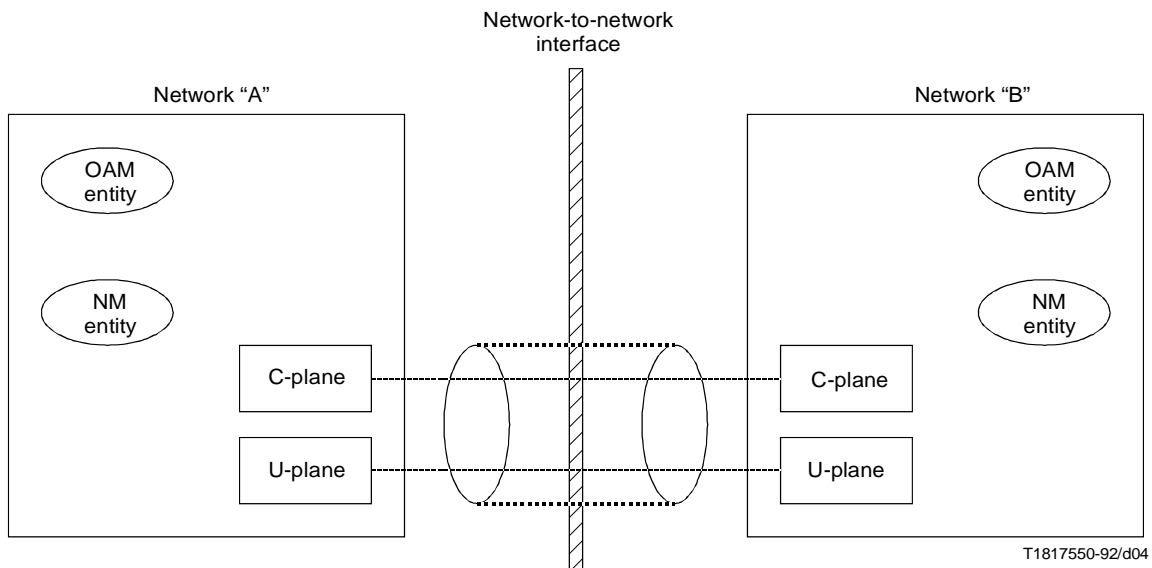 Network-to-network
interface
Network “A”
Network “B”
OAM
entity
OAM
entity
NM
entity
NM
entity
C-plane
C-plane
U-plane
U-plane
T1817550-92/d04